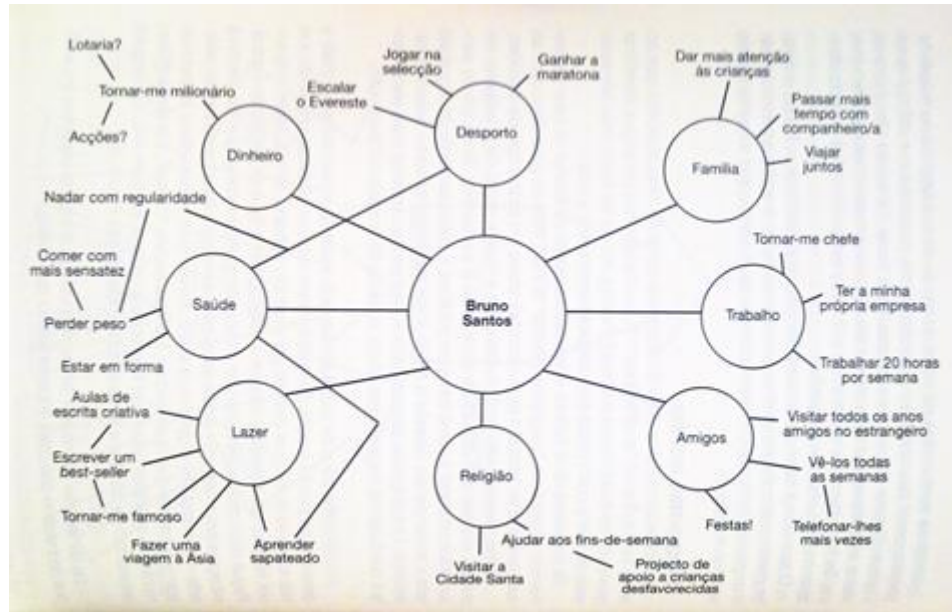 Lotaria?
Tornar-me milionário
Acções?
Dinheiro
Jogar na
selecção
Escalar
o Evereste
Ganhar a
maratona
Desporto
Dar mais atenção
às crianças
Passar mais
tempo com
companheiro/a
Viajar
juntos
Família
Nadar com regularidade
Comer com
mais sensatez
Perder peso
Estar em forma
Saúde
Bruno
Santos
Tornar-me chefe
Ter a minha
própria empresa
Trabalhar 20 horas
por semana
Trabalho
Aulas de
escrita criativa
Escrever um
best-seller
Tornar-me famoso
Fazer uma
viagem à Ásia
Aprender
sapateado
Lazer
Religião
Ajudar aos fins-de-semana
Visitar a
Cidade Santa
Projecto de
apoio a crianças
desfavorecidas
Amigos
Visitar todos os anos
amigos no estrangeiro
Vê-los todas
as semanas
Telefonar-lhes
mais vezes
Festas!